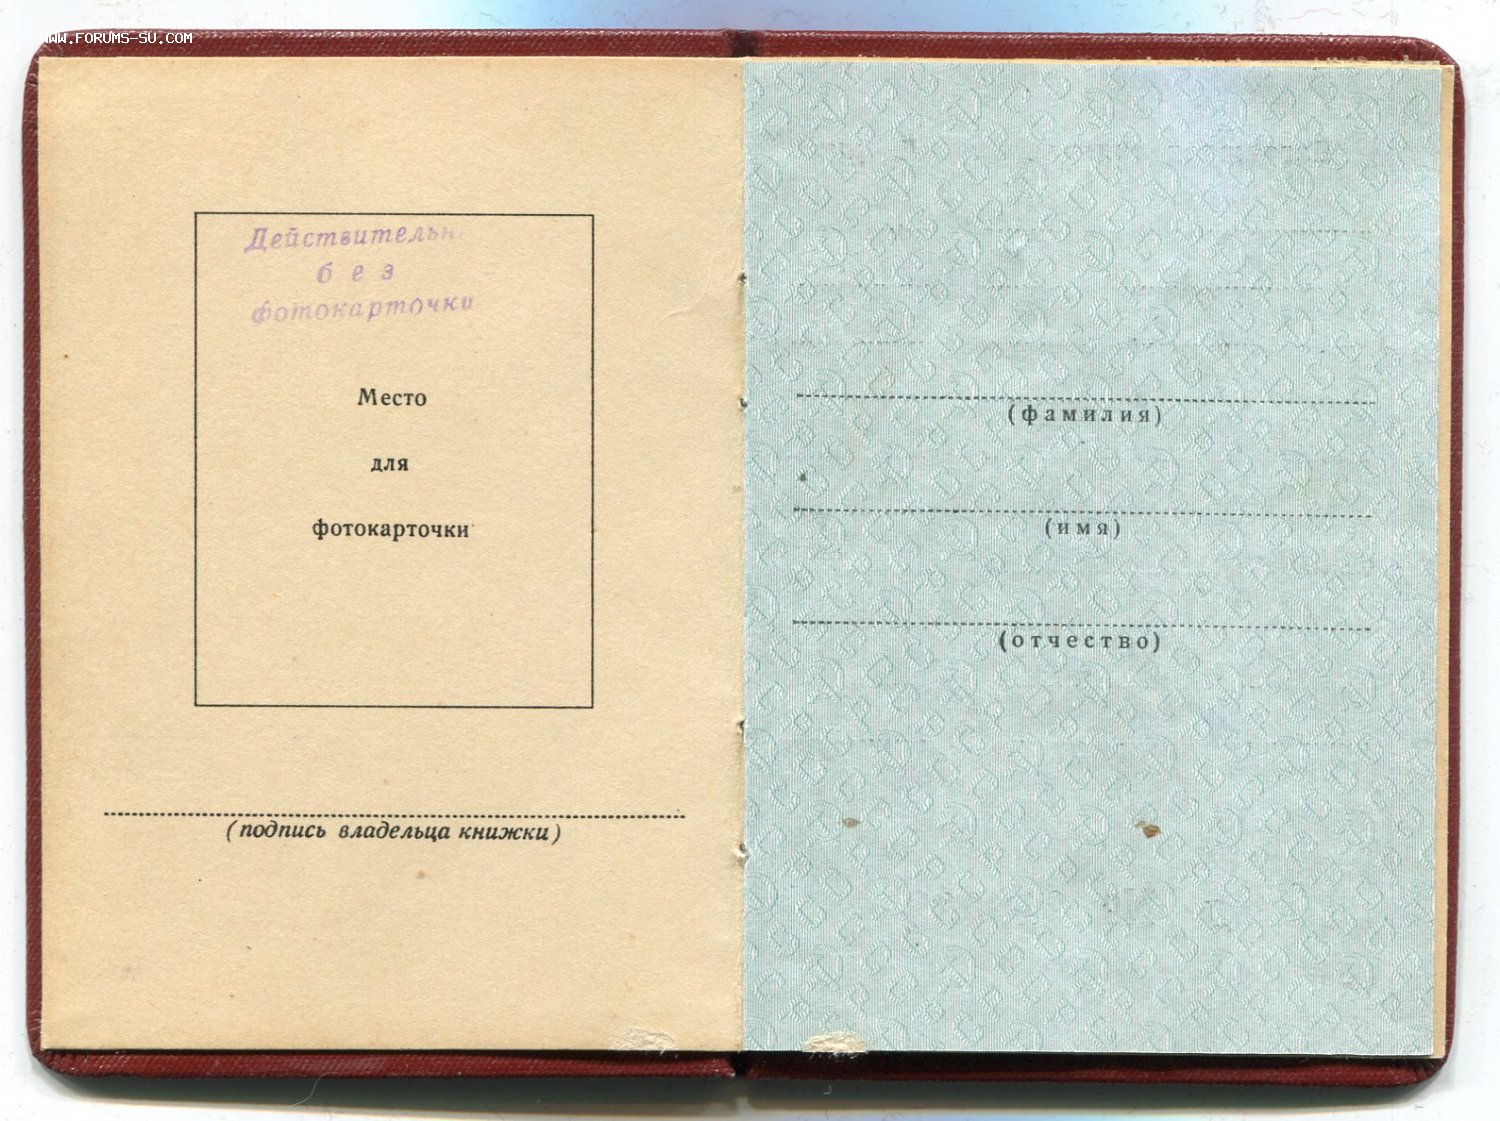 WWW.FORUMS-SU.COM
Действительн
без
фотокарточки
Место
для
фотокарточки
(подпись владельца книжки)
(фамилия)
(имя)
(отчество)